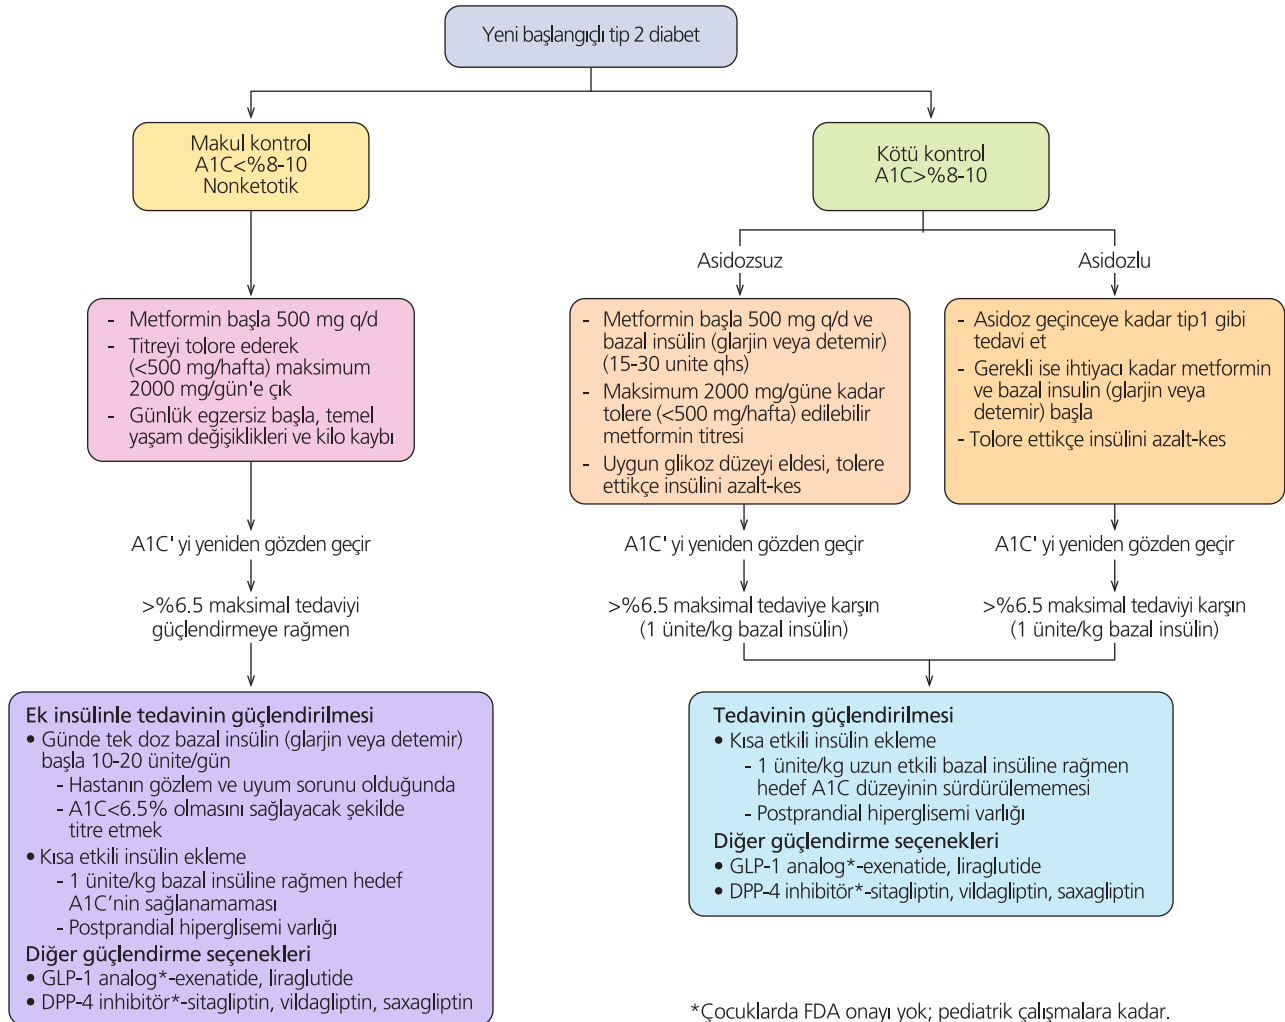 Yeni başlangıçlı tip 2 diabet
Makul kontrol
A1C<%8-10
Nonketotik
Kötü kontrol
A1C>%8-10
Asidozsuz
Asidozlu
- Metformin başla 500 mg q/d
- Titreyi tolore ederek
(<500 mg/hafta) maksimum
2000 mg/gün'e çık
- Günlük egzersiz başla, temel
yaşam değişiklikleri ve kilo kaybı
- Metformin başla 500 mg q/d ve
bazal insülin (glarjin veya detemir)
(15-30 unite qhs)
- Maksimum 2000 mg/güne kadar
tolere (<500 mg/hafta) edilebilir
metformin titresi
- Uygun glikoz düzeyi eldesi, tolere
ettikçe insülini azalt-kes
- Asidoz geçinceye kadar tip1 gibi
tedavi et
- Gerekli ise ihtiyacı kadar metformin
ve bazal insulin (glarjin veya
detemir) başla
- Tolore ettikçe insülini azalt-kes
A1C' yi yeniden gözden geçir
A1C' yi yeniden gözden geçir
A1C' yi yeniden gözden geçir
>%6.5 maksimal tedaviyi
güçlendirmeye rağmen
>%6.5 maksimal tedaviye karşın
(1 ünite/kg bazal insülin)
>%6.5 maksimal tedaviyi karşın
(1 ünite/kg bazal insülin)
Ek insülinle tedavinin güçlendirilmesi
• Günde tek doz bazal insülin (glarjin veya detemir)
başla 10-20 ünite/gün
- Hastanın gözlem ve uyum sorunu olduğunda
- A1C<6.5% olmasını sağlayacak şekilde
titre etmek
• Kısa etkili insülin ekleme
- 1 ünite/kg bazal insüline rağmen hedef
A1C'nin sağlanamaması
- Postprandial hiperglisemi varlığı
Diğer güçlendirme seçenekleri
• GLP-1 analog*-exenatide, liraglutide
• DPP-4 inhibitör*-sitagliptin, vildagliptin, saxagliptin
Tedavinin güçlendirilmesi
• Kısa etkili insülin ekleme
- 1 ünite/kg uzun etkili bazal insüline rağmen
hedef A1C düzeyinin sürdürülememesi
- Postprandial hiperglisemi varlığı
Diğer güçlendirme seçenekleri
• GLP-1 analog*-exenatide, liraglutide
• DPP-4 inhibitör*-sitagliptin, vildagliptin, saxagliptin
*Çocuklarda FDA onayı yok; pediatrik çalışmalara kadar.